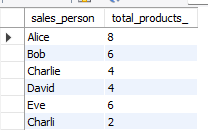 sales_person total_products_
Alice 8
Bob 6
Charlie 4
David 4
Eve 6
Charli 2